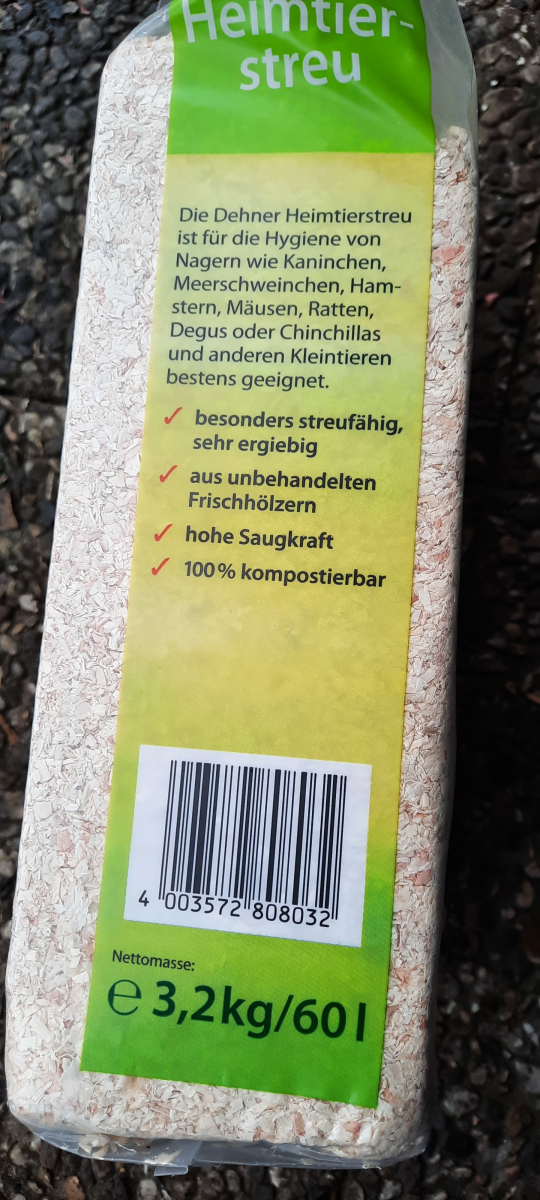 Heimtier-
streu
Die Dehner Heimtierstreu
ist für die Hygiene von
Nagern wie Kaninchen,
Meerschweinchen, Ham-
stern, Mäusen, Ratten,
Degus oder Chinchillas
und anderen Kleintieren
bestens geeignet.
✓ besonders streufähig,
sehr ergiebig
✓ aus unbehandelten
Frischhölzern
✓ hohe Saugkraft
✓ 100% kompostierbar
4 003572 808032
Nettomasse:
℮ 3,2kg/60l